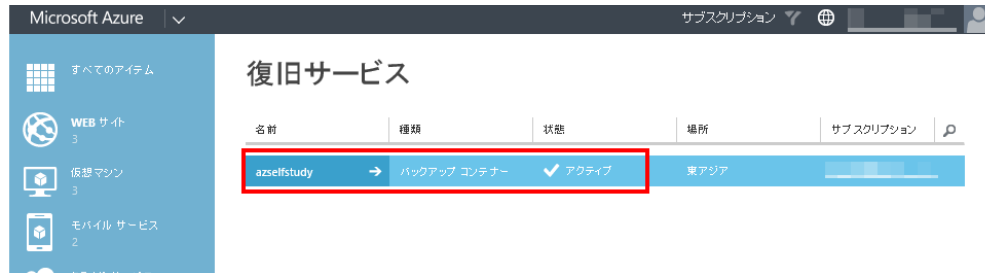 Microsoft Azure
サブスクリプション
すべてのアイテム
復旧サービス
WEB サイト
3
名前 種類 状態 場所 サブスクリプション
azselfstudy → バックアップ コンテナー アクティブ 東アジア
仮想マシン
3
モバイル サービス
2